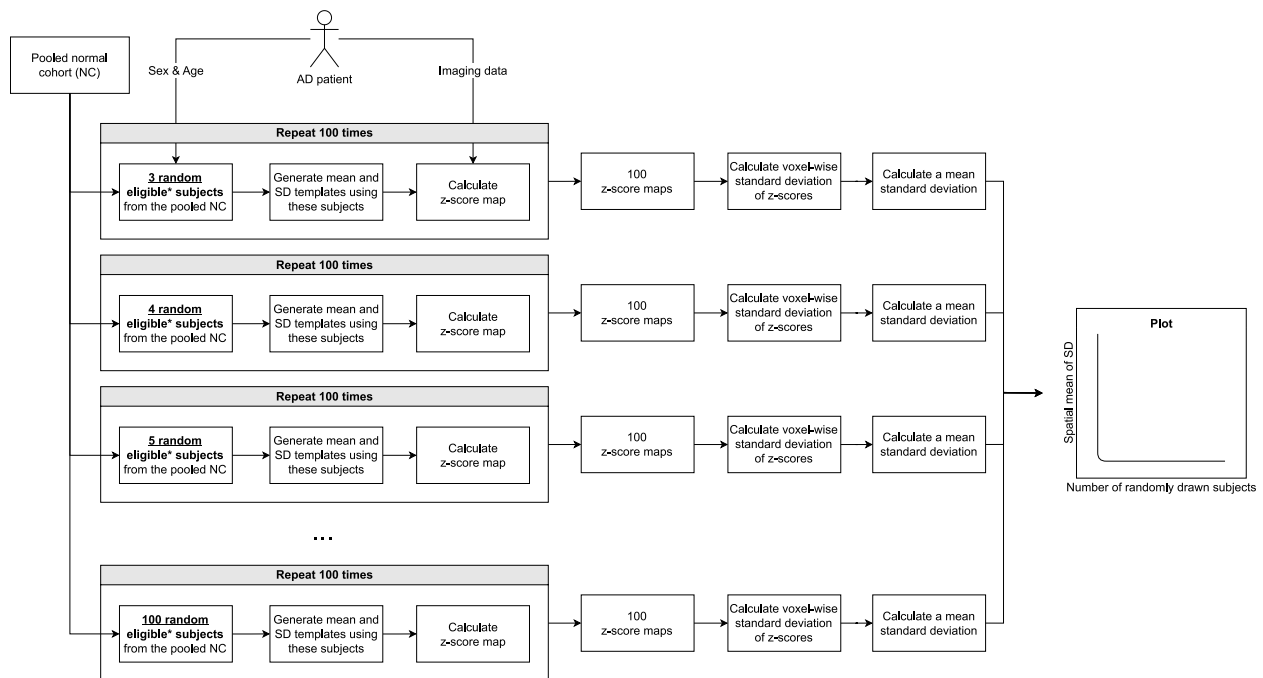 Pooled normal
cohort (NC)
Sex & Age
AD patient
Imaging data
Repeat 100 times
3 random
eligible* subjects
from the pooled NC
Generate mean and
SD templates using
these subjects
Calculate
z-score map
100
z-score maps
Calculate voxel-wise
standard deviation
of z-scores
Calculate a mean
standard deviation
Repeat 100 times
4 random
eligible* subjects
from the pooled NC
Generate mean and
SD templates using
these subjects
Calculate
z-score map
100
z-score maps
Calculate voxel-wise
standard deviation
of z-scores
Calculate a mean
standard deviation
Repeat 100 times
5 random
eligible* subjects
from the pooled NC
Generate mean and
SD templates using
these subjects
Calculate
z-score map
100
z-score maps
Calculate voxel-wise
standard deviation
of z-scores
Calculate a mean
standard deviation
...
Repeat 100 times
100 random
eligible* subjects
from the pooled NC
Generate mean and
SD templates using
these subjects
Calculate
z-score map
100
z-score maps
Calculate voxel-wise
standard deviation
of z-scores
Calculate a mean
standard deviation
Plot
Spatial mean of SD
Number of randomly drawn subjects